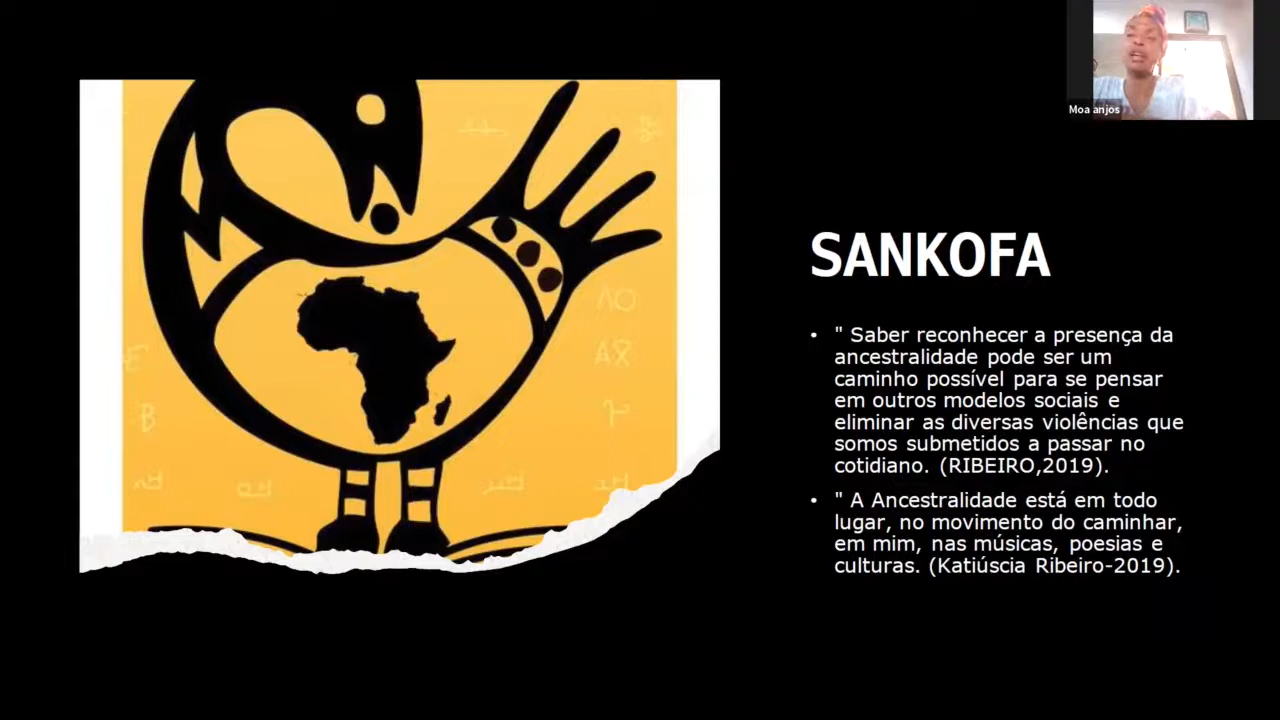 Moa anjos
SANKOFA
• " Saber reconhecer a presença da
ancestralidade pode ser um
caminho possível para se pensar
em outros modelos sociais e
eliminar as diversas violências que
somos submetidos a passar no
cotidiano. (RIBEIRO,2019).
• " A Ancestralidade está em todo
lugar, no movimento do caminhar,
em mim, nas músicas, poesias e
culturas. (Katiúscia Ribeiro-2019).